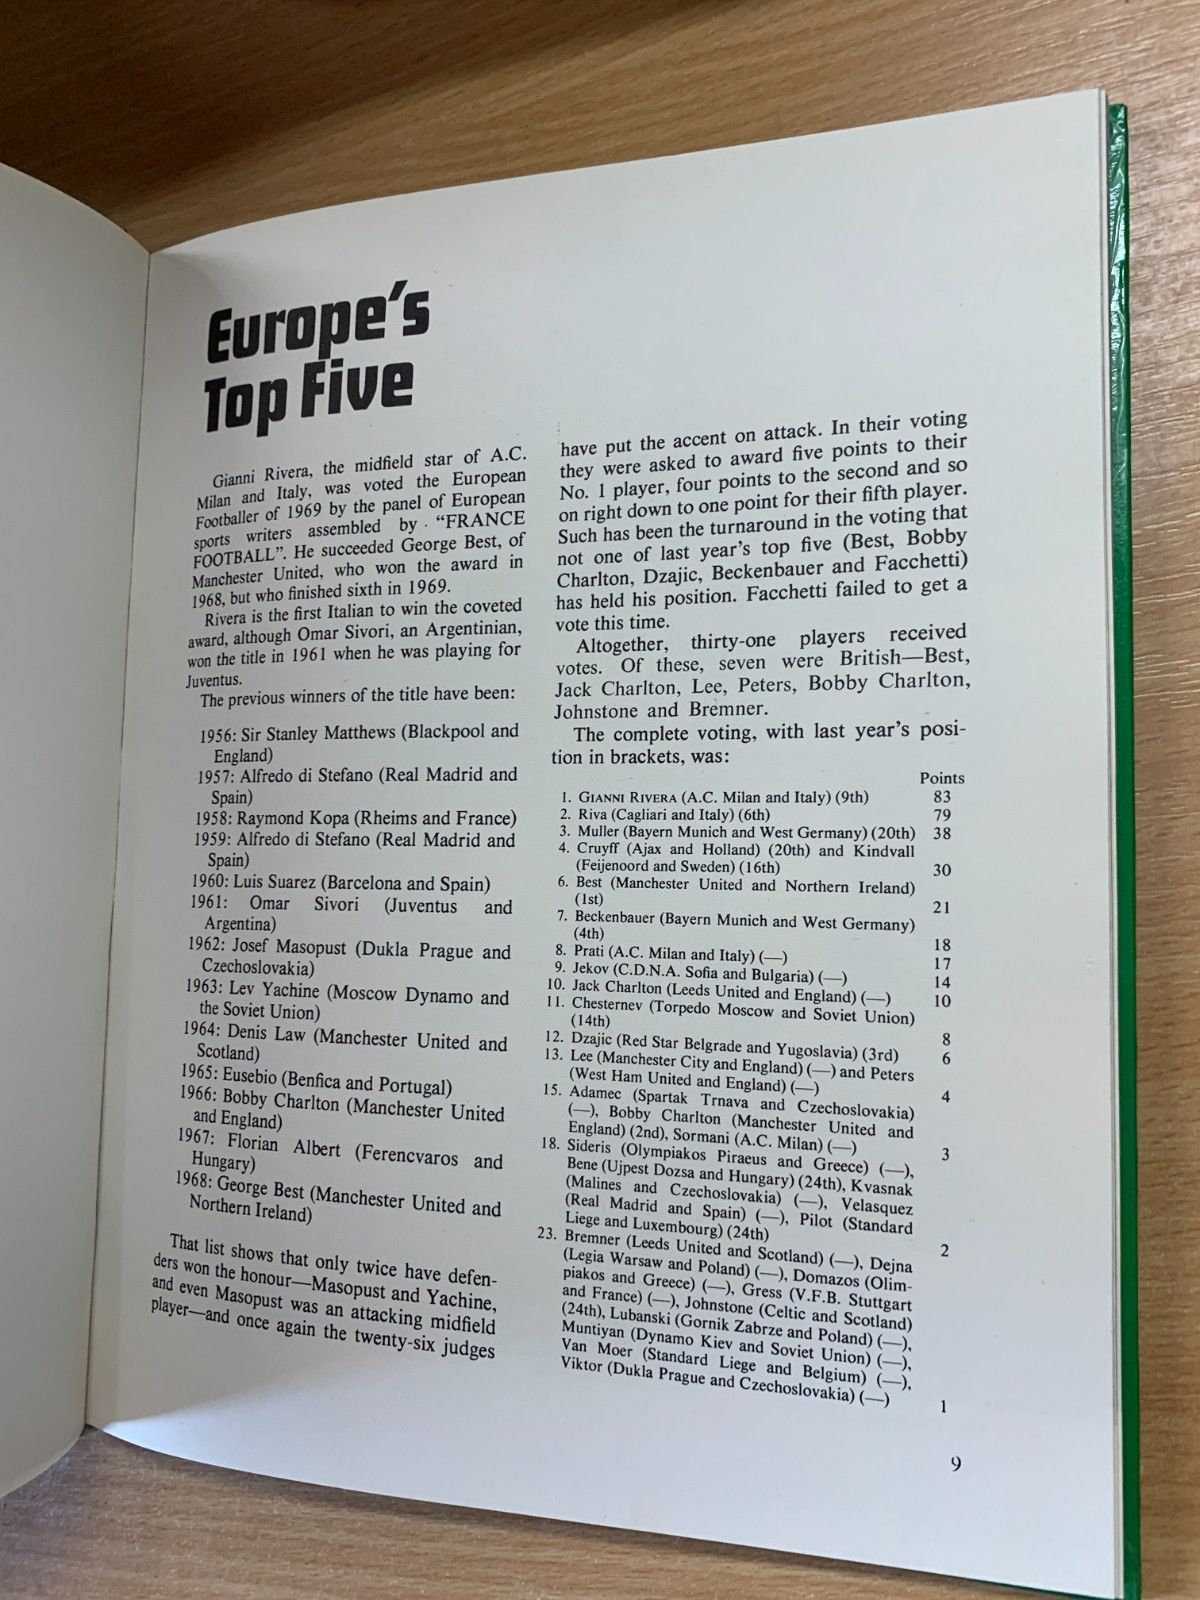 Europe's
Top Five
Gianni Rivera, the midfield star of A.C.
Milan and Italy, was voted the European
Footballer of 1969 by the panel of European
sports writers assembled by "FRANCE
FOOTBALL". He succeeded George Best, of
Manchester United, who won the award in
1968, but who finished sixth in 1969.
Rivera is the first Italian to win the coveted
award, although Omar Sivori, an Argentinian,
won the title in 1961 when he was playing for
Juventus.
The previous winners of the title have been:
1956: Sir Stanley Matthews (Blackpool and
England)
1957: Alfredo di Stefano (Real Madrid and
Spain)
1958: Raymond Kopa (Rheims and France)
1959: Alfredo di Stefano (Real Madrid and
Spain)
1960: Luis Suarez (Barcelona and Spain)
1961: Omar Sivori (Juventus and
Argentina)
1962: Josef Masopust (Dukla Prague and
Czechoslovakia)
1963: Lev Yachine (Moscow Dynamo and
the Soviet Union)
1964: Denis Law (Manchester United and
Scotland)
1965: Eusebio (Benfica and Portugal)
1966: Bobby Charlton (Manchester United
and England)
1967: Florian Albert (Ferencvaros and
Hungary)
1968: George Best (Manchester United and
Northern Ireland)
That list shows that only twice have defen-
ders won the honour—Masopust and Yachine,
and even Masopust was an attacking midfield
player—and once again the twenty-six judges
have put the accent on attack. In their voting
they were asked to award five points to their
No. 1 player, four points to the second and so
on right down to one point for their fifth player.
Such has been the turnaround in the voting that
not one of last year's top five (Best, Bobby
Charlton, Dzajic, Beckenbauer and Facchetti)
has held his position. Facchetti failed to get a
vote this time.
Altogether, thirty-one players received
votes. Of these, seven were British—Best,
Jack Charlton, Lee, Peters, Bobby Charlton,
Johnstone and Bremner.
The complete voting, with last year's posi-
tion in brackets, was:
Points
1. GIANNI RIVERA (A.C. Milan and Italy) (9th) 83
2. Riva (Cagliari and Italy) (6th) 79
3. Muller (Bayern Munich and West Germany) (20th) 38
4. Cruyff (Ajax and Holland) (20th) and Kindvall
(Feijenoord and Sweden) (16th) 30
6. Best (Manchester United and Northern Ireland)
(1st) 21
7. Beckenbauer (Bayern Munich and West Germany)
(4th) 18
8. Prati (A.C. Milan and Italy) (—) 17
9. Jekov (C.D.N.A. Sofia and Bulgaria) (—) 14
10. Jack Charlton (Leeds United and England) (—) 10
11. Chesternev (Torpedo Moscow and Soviet Union)
(14th) 8
12. Dzajic (Red Star Belgrade and Yugoslavia) (3rd) 6
13. Lee (Manchester City and England) (—) and Peters
(West Ham United and England) (—) 4
15. Adamec (Spartak Trnava and Czechoslovakia)
(—), Bobby Charlton (Manchester United and
England) (2nd), Sormani (A.C. Milan) (—) 3
18. Sideris (Olympiakos Piraeus and Greece) (—),
Bene (Ujpest Dozsa and Hungary) (24th), Kvasnak
(Malines and Czechoslovakia) (—), Velasquez
(Real Madrid and Spain) (—), Pilot (Standard
Liege and Luxembourg) (24th) 2
23. Bremner (Leeds United and Scotland) (—), Dejna
(Legia Warsaw and Poland) (—), Domazos (Olim-
piakos and Greece) (—), Gress (V.F.B. Stuttgart
and France) (—), Johnstone (Celtic and Scotland)
(24th), Lubanski (Gornik Zabrze and Poland) (—),
Muntiyan (Dynamo Kiev and Soviet Union) (—),
Van Moer (Standard Liege and Belgium) (—),
Viktor (Dukla Prague and Czechoslovakia) (—) 1
9